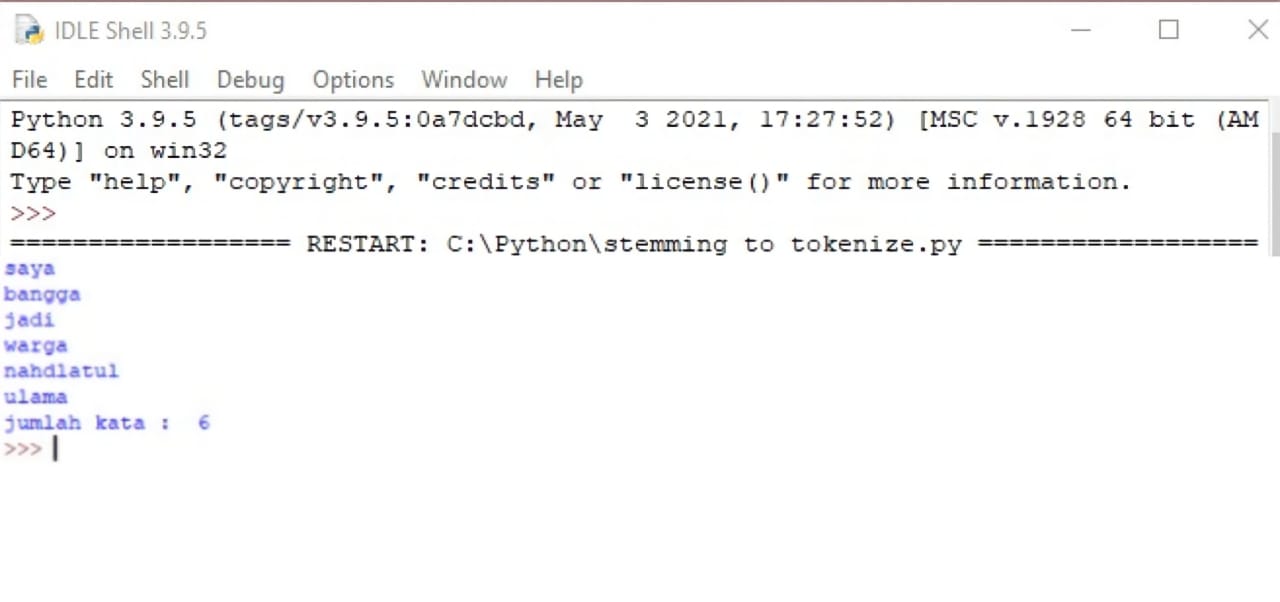 IDLE Shell 3.9.5
File Edit Shell Debug Options Window Help
Python 3.9.5 (tags/v3.9.5:0a7dcbd, May  3 2021, 17:27:52) [MSC v.1928 64 bit (AM
D64)] on win32
Type "help", "copyright", "credits" or "license()" for more information.
>>>
================== RESTART: C:\Python\stemming to tokenize.py ==================
saya
bangga
jadi
warga
nahdlatul
ulama
jumlah kata :  6
>>>